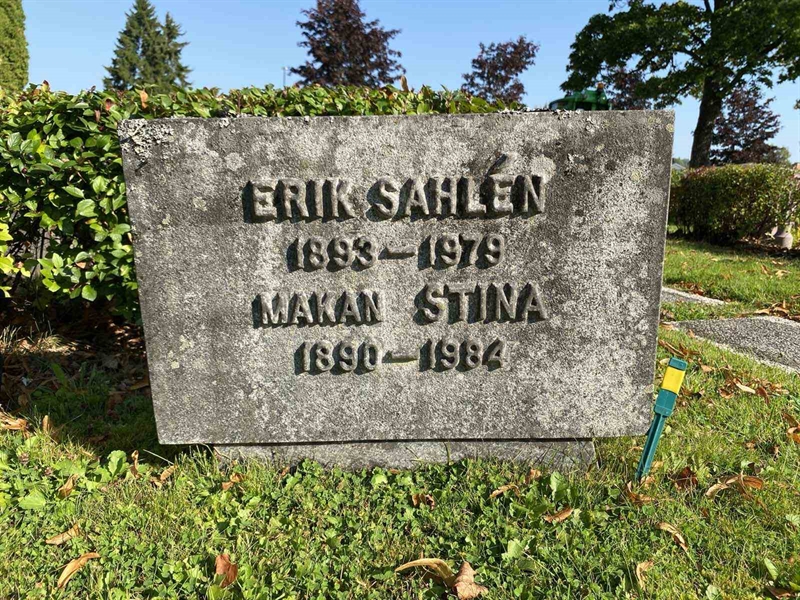 ERIK SAHLÉN
1893-1979
MAKAN STINA
1890-1984